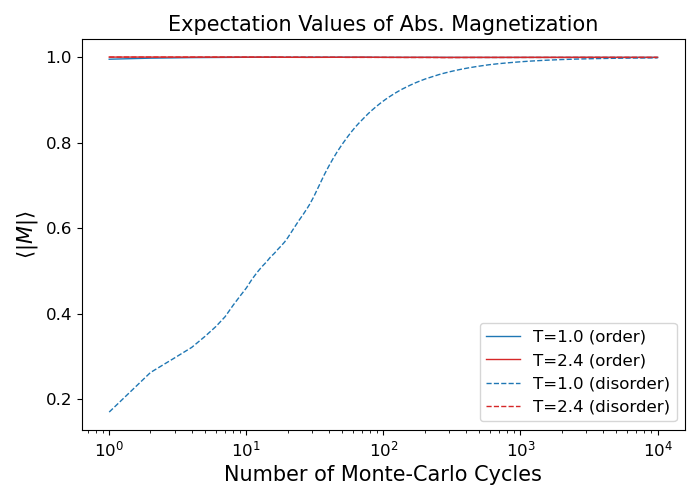 Expectation Values of Abs. Magnetization
⟨|M|⟩
1.0
0.8
0.6
0.4
0.2
T=1.0 (order)
T=2.4 (order)
T=1.0 (disorder)
T=2.4 (disorder)
10⁰ 10¹ 10² 10³ 10⁴
Number of Monte-Carlo Cycles